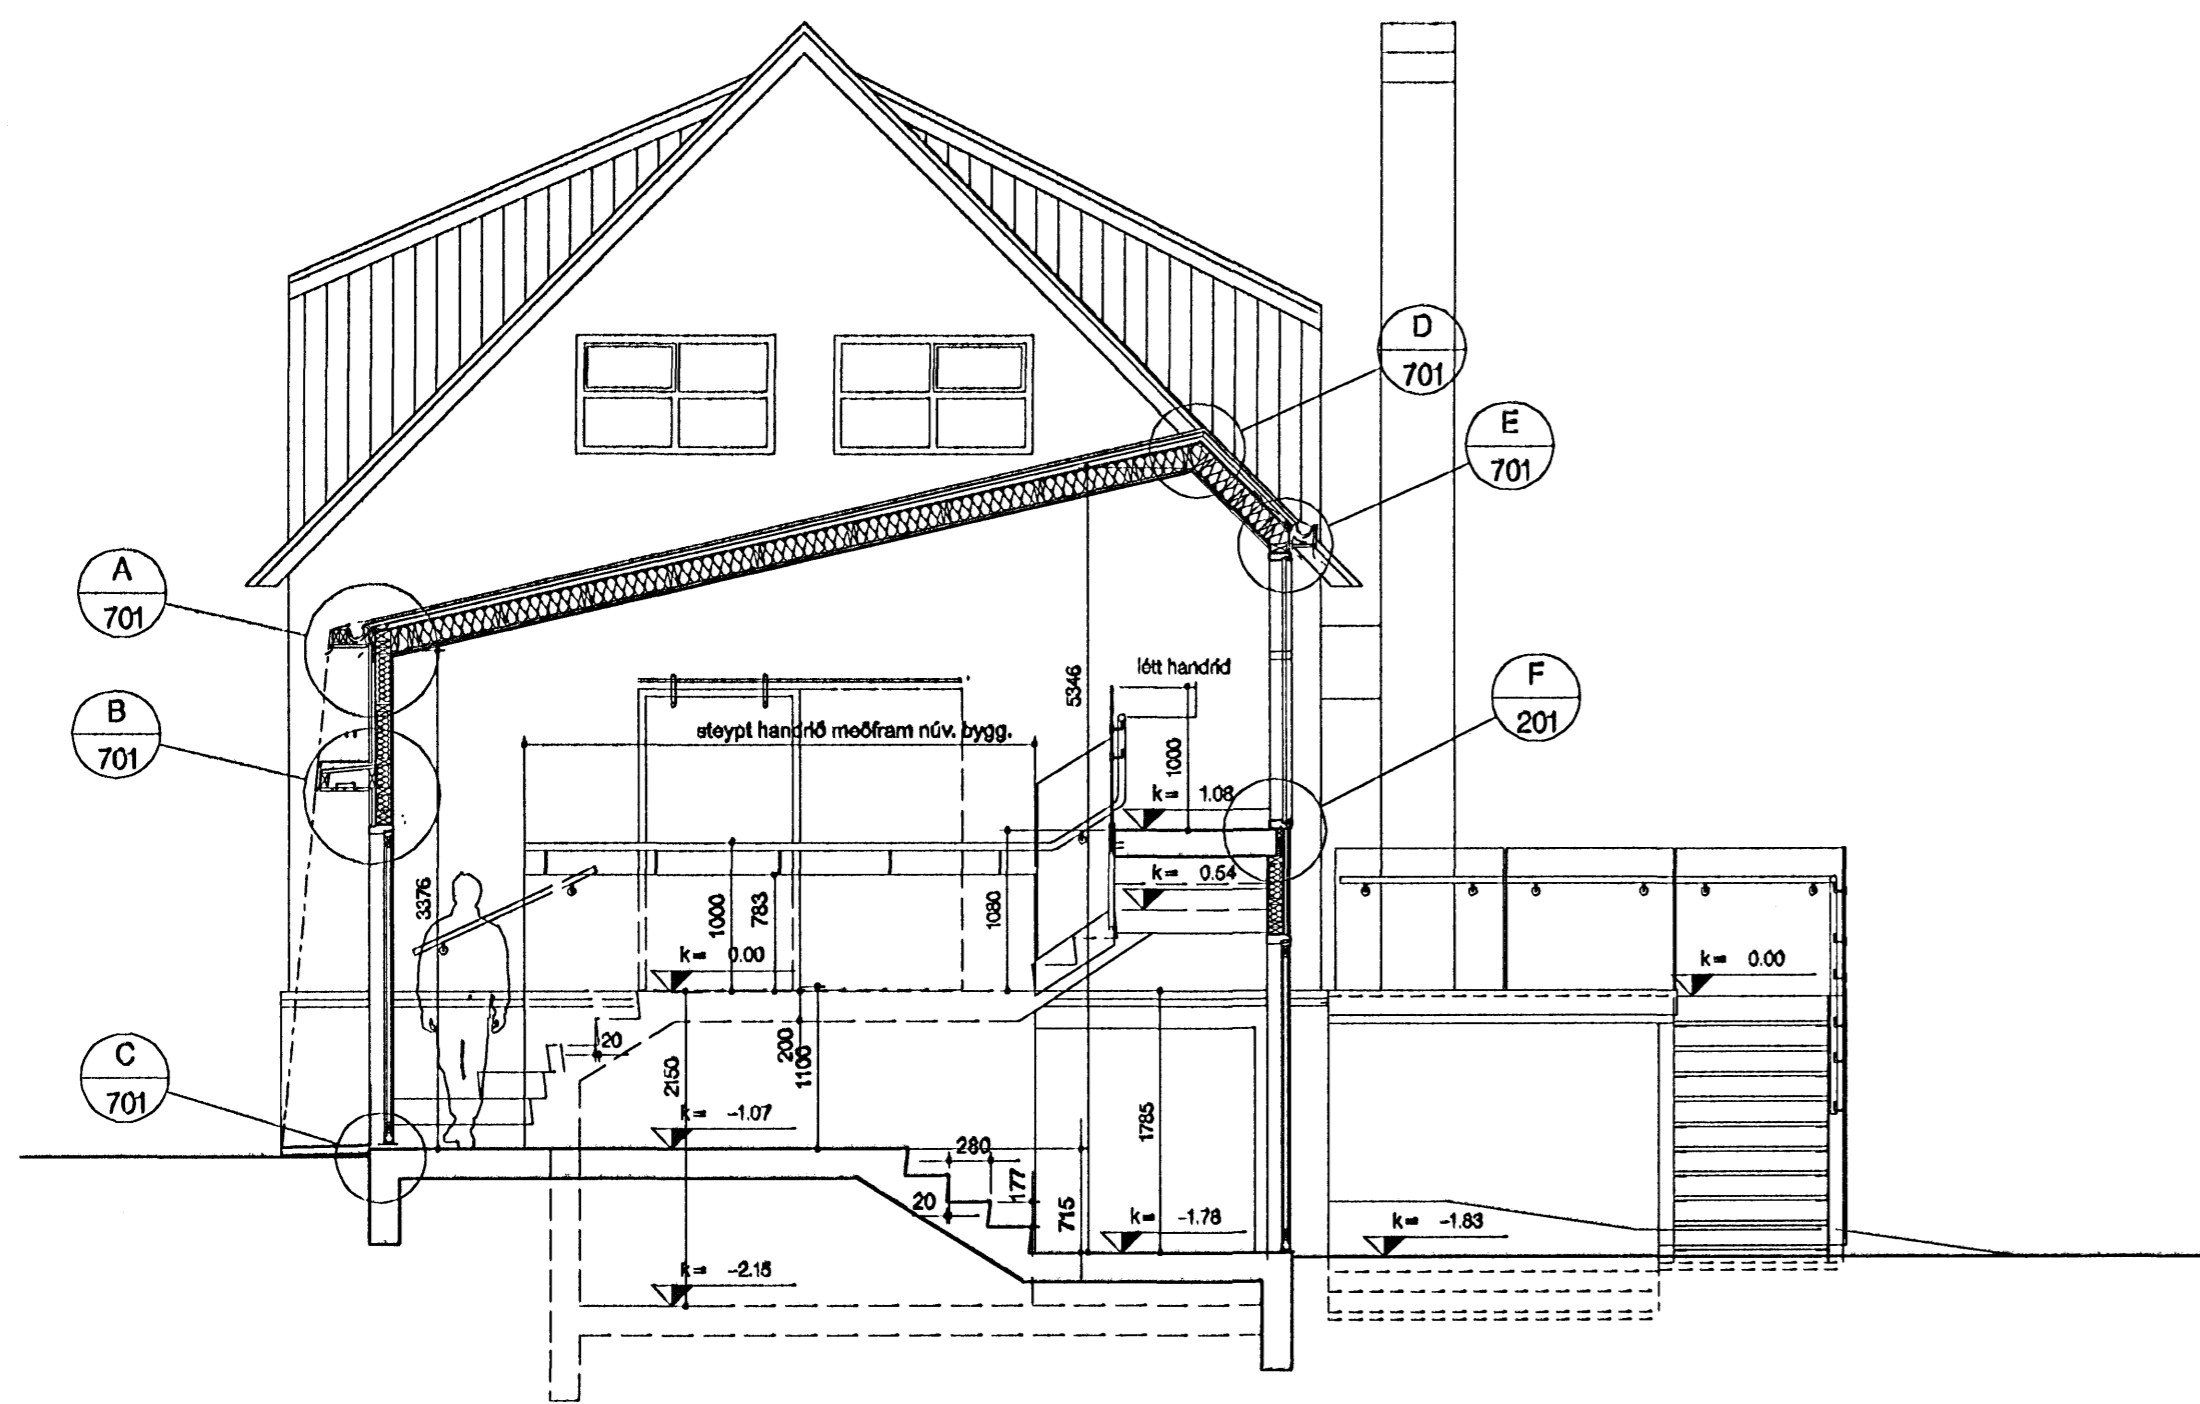 D
701
E
701
A
701
létt handrið
F
201
5346
B
701
steypt handrið meðfram núv. bygg.
1000
k= 1.08
k= 0.54
3376
1000
783
1080
k= 0.00
k= 0.00
20
200
1100
2150
C
701
k= -1.07
1785
280
177
20
715
k= -1.78
k= -1.83
k= -2.15